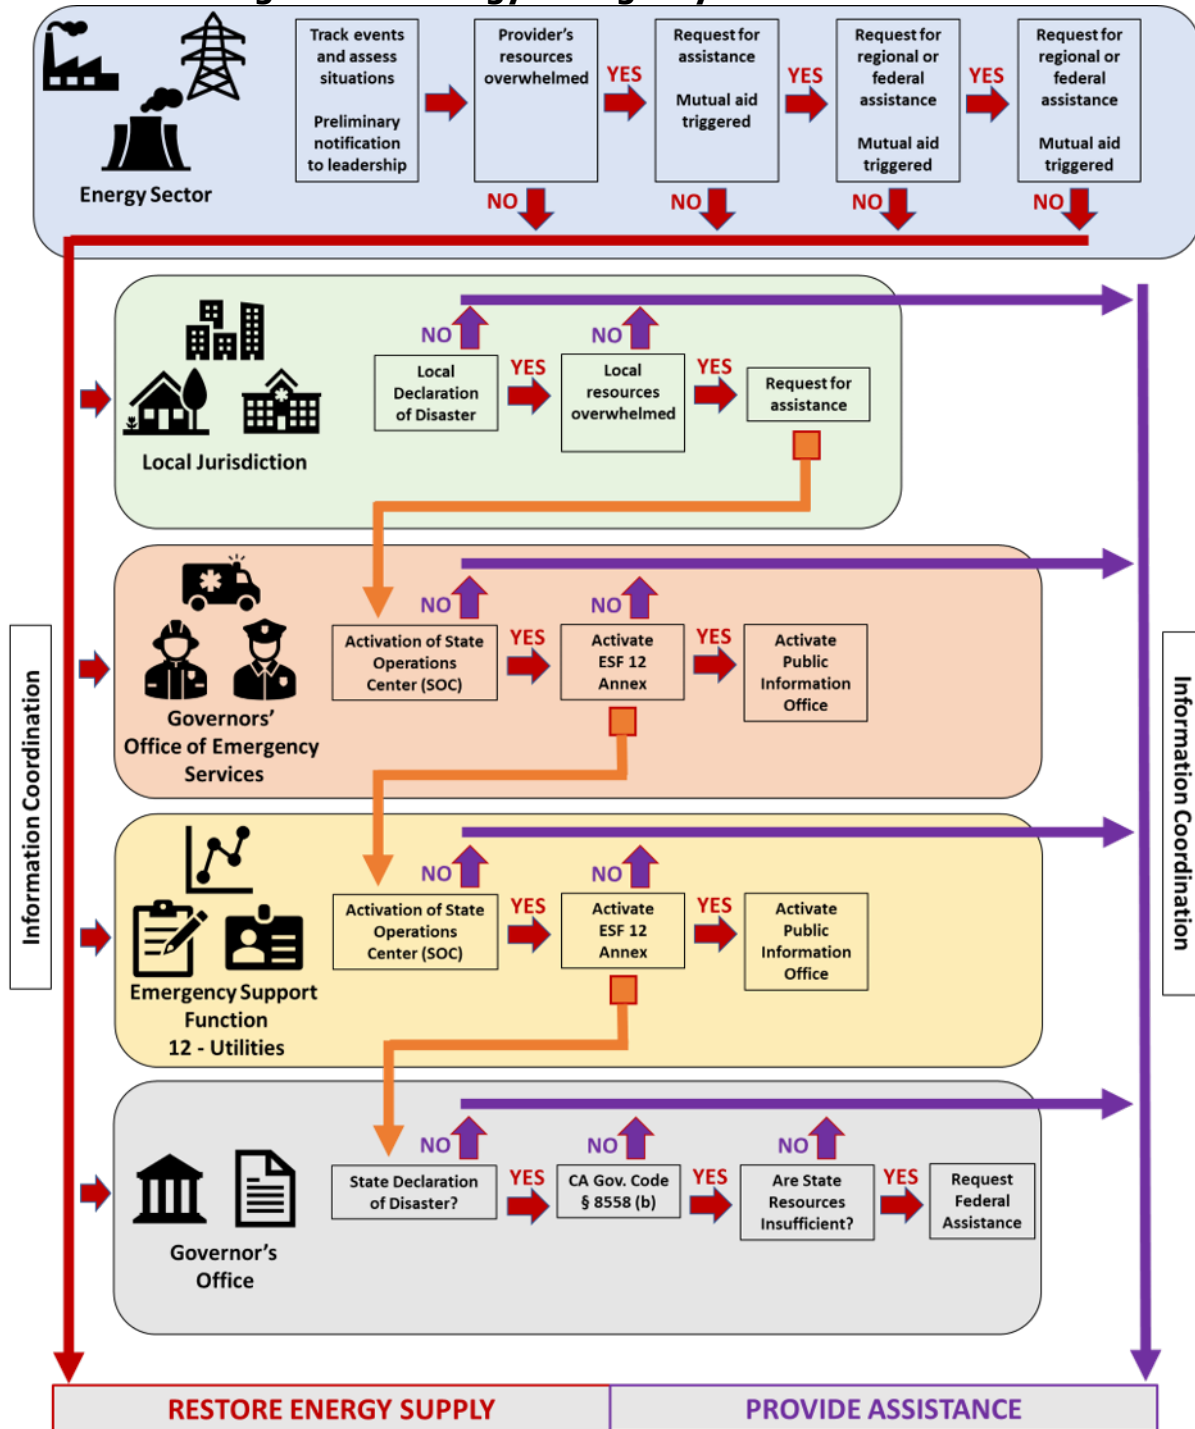 Track events
and assess
situations
Preliminary
notification
to leadership
Provider's
resources
overwhelmed
YES
Request for
assistance
Mutual aid
triggered
YES
Request for
regional or
federal
assistance
Mutual aid
triggered
YES
Request for
regional or
federal
assistance
Mutual aid
triggered
Energy Sector
NO
NO
NO
NO
NO
NO
Local
Declaration
of Disaster
YES
Local
resources
overwhelmed
YES
Request for
assistance
Local Jurisdiction
NO
NO
Activation of State
Operations
Center (SOC)
YES
Activate
ESF 12
Annex
YES
Activate
Public
Information
Office
Governors'
Office of Emergency
Services
Information Coordination
Information Coordination
NO
NO
Activation of State
Operations
Center (SOC)
YES
Activate
ESF 12
Annex
YES
Activate
Public
Information
Office
Emergency Support
Function
12 - Utilities
NO
NO
NO
State Declaration
of Disaster?
YES
CA Gov. Code
§ 8558 (b)
YES
Are State
Resources
Insufficient?
YES
Request
Federal
Assistance
Governor's
Office
RESTORE ENERGY SUPPLY
PROVIDE ASSISTANCE